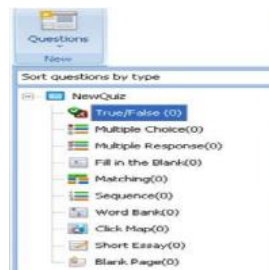 Questions
New
Sort questions by type
NewQuiz
True/False (0)
Multiple Choice(0)
Multiple Response(0)
Fill in the Blank(0)
Matching(0)
Sequence(0)
Word Bank(0)
Click Map(0)
Short Essay(0)
Blank Page(0)